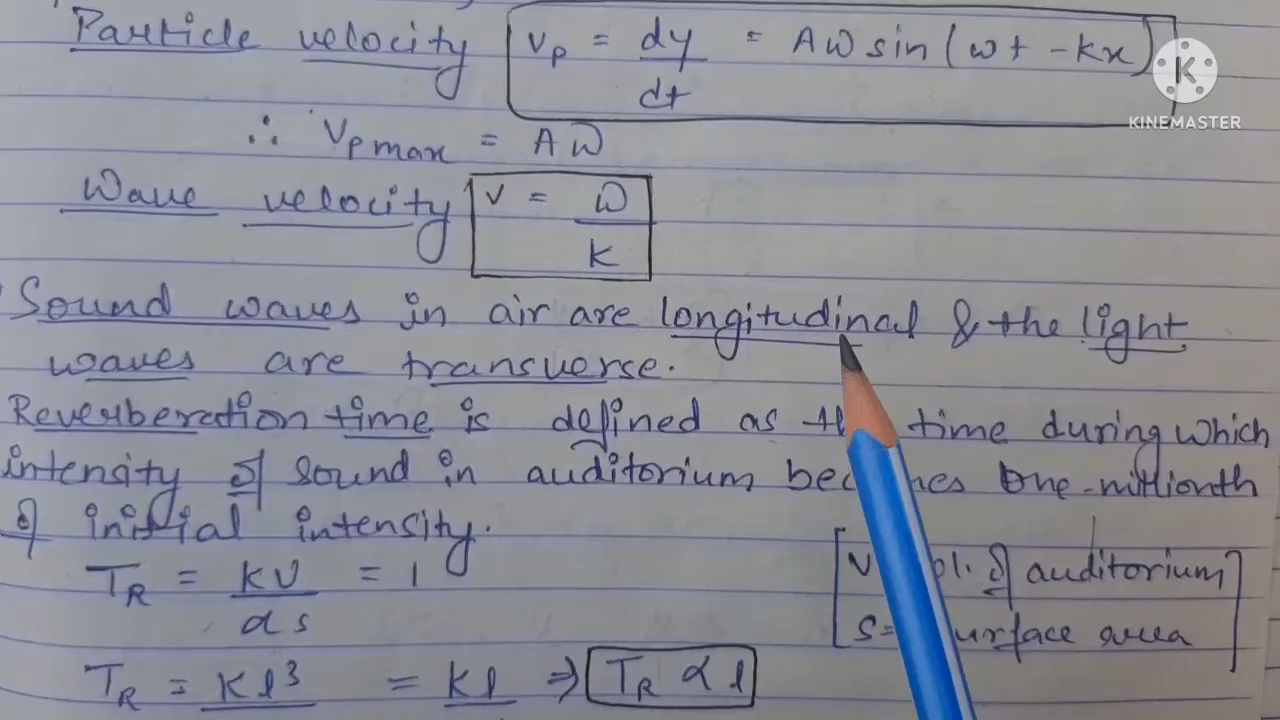 Particle velocity vp = dy/dt = Aω sin(ωt - kx)
K
KINEMASTER
∴ Vp max = Aω
Wave velocity v = ω/k
Sound waves in air are longitudinal & the light
waves are transverse.
Reverberation time is defined as the time during which
intensity of sound in auditorium becomes one-millionth
of initial intensity.
TR = KV/αs = 1
[V vol. of auditorium
s = surface area]
TR = Kl³ = Kl ⇒ TR ∝ l